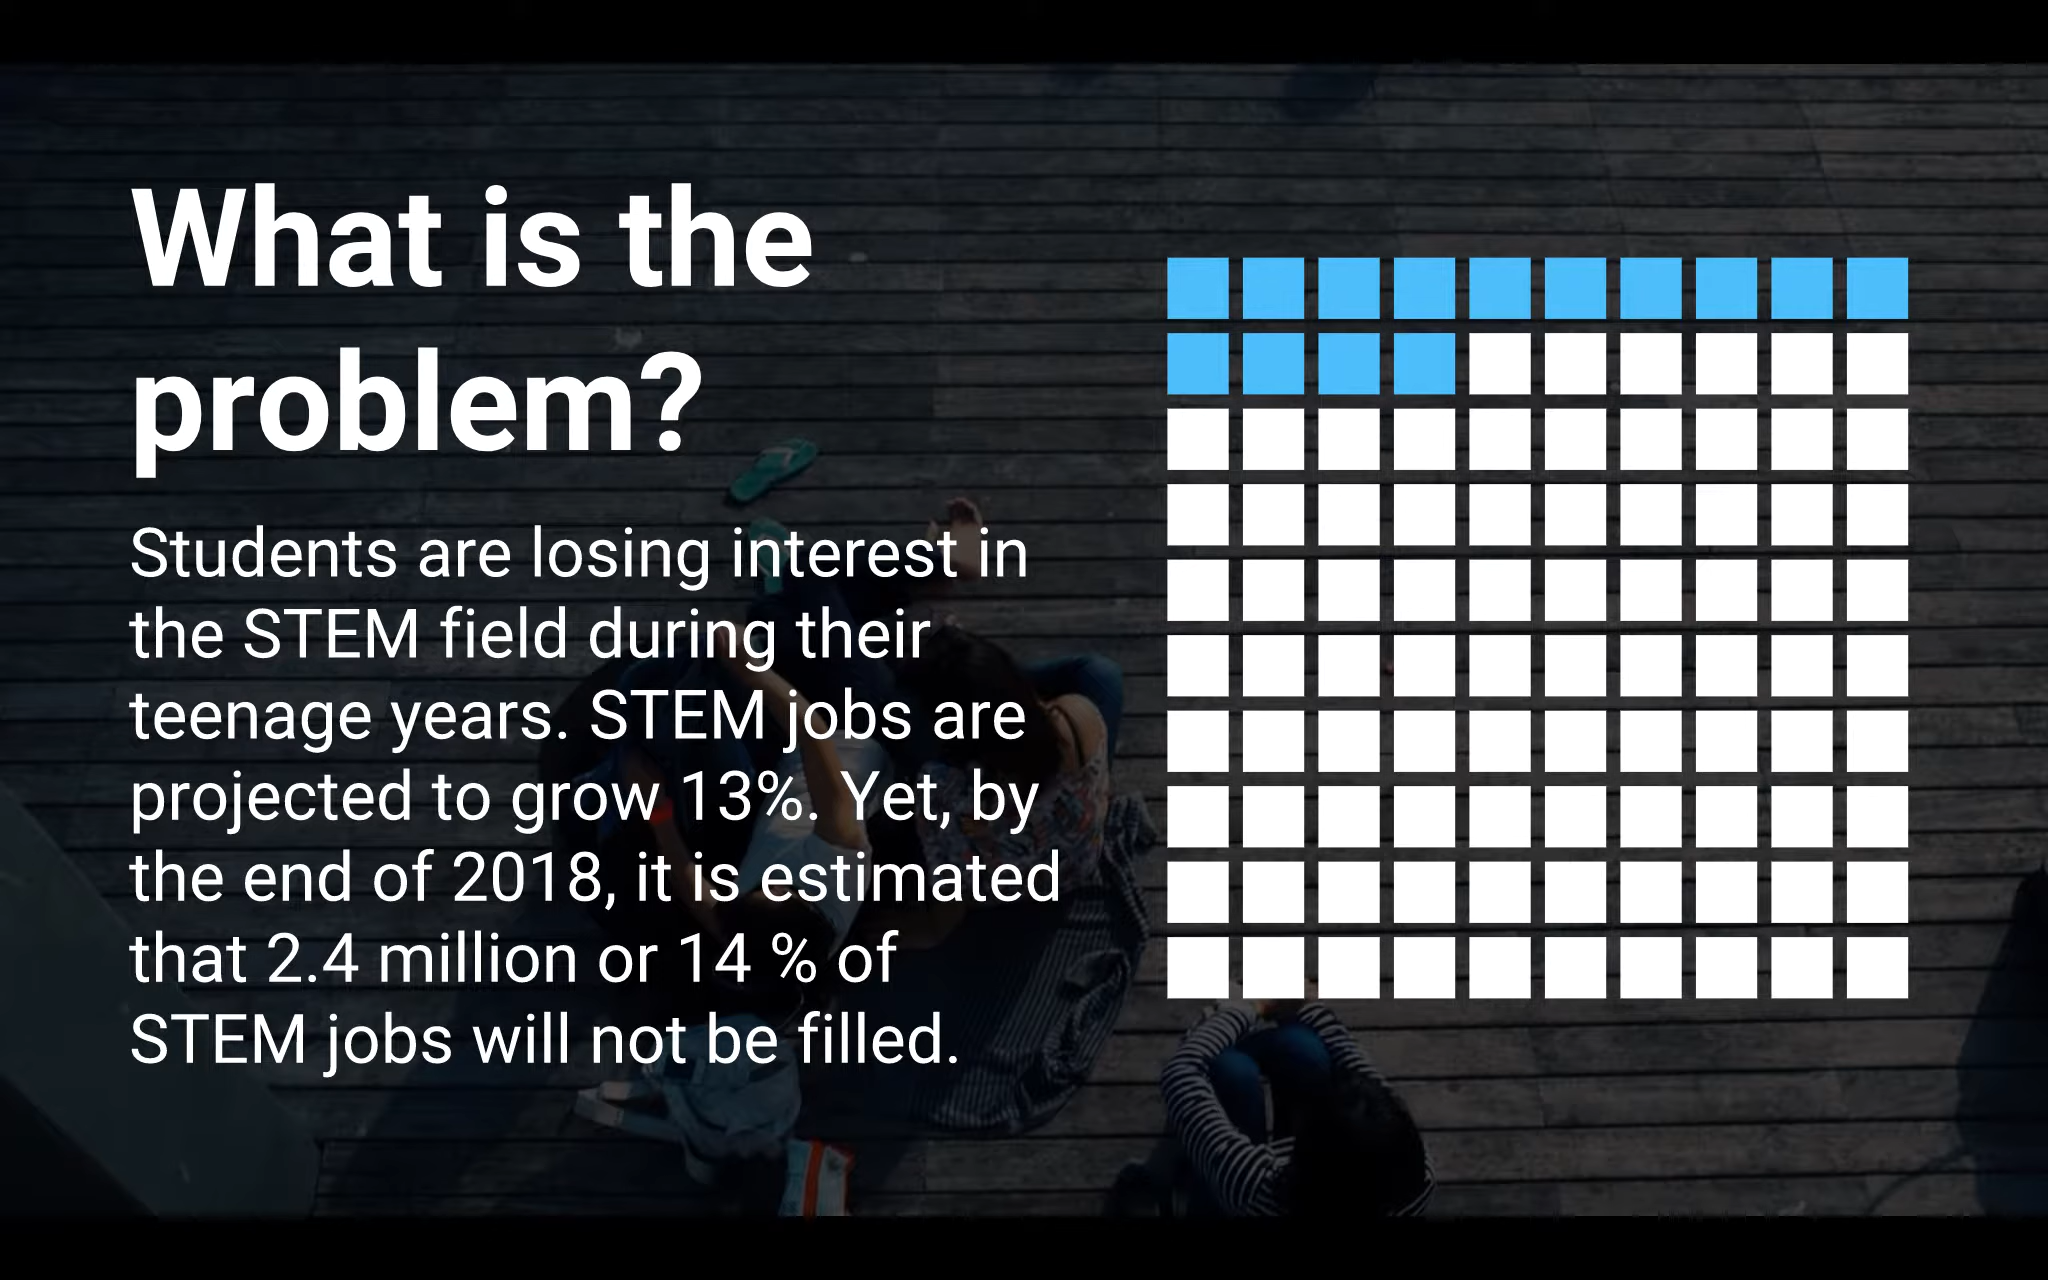 What is the
problem?
Students are losing interest in
the STEM field during their
teenage years. STEM jobs are
projected to grow 13%. Yet, by
the end of 2018, it is estimated
that 2.4 million or 14 % of
STEM jobs will not be filled.